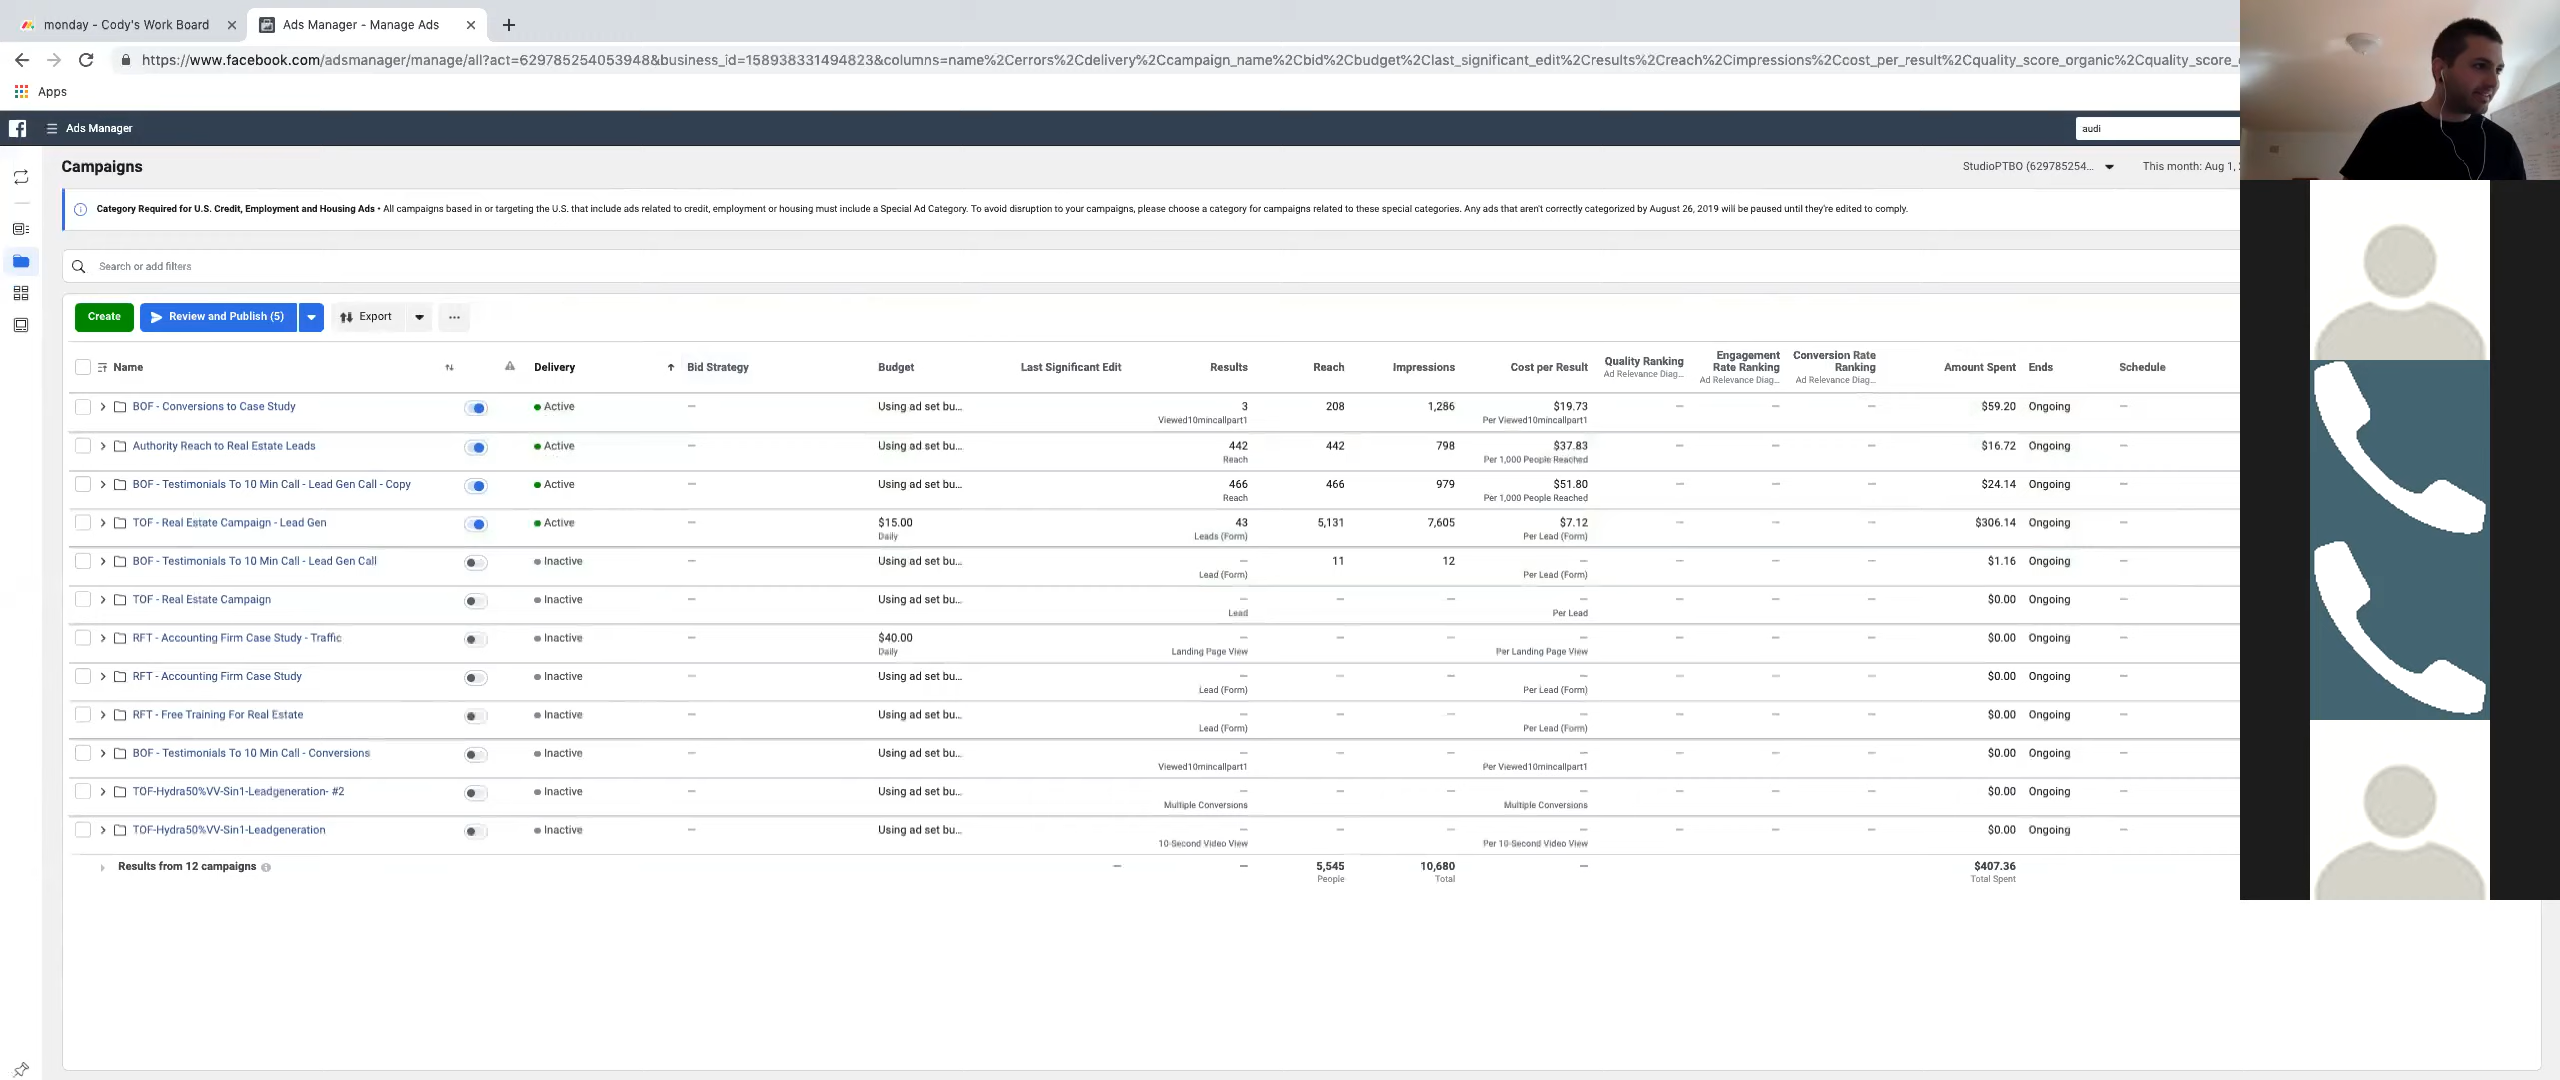 monday - Cody's Work Board
Ads Manager - Manage Ads
https://www.facebook.com/adsmanager/manage/all?act=629785254053948&business_id=158938331494823&columns=name%2Cerrors%2Cdelivery%2Ccampaign_name%2Cbid%2Cbudget%2Clast_significant_edit%2Cresults%2Creach%2Cimpressions%2Ccost_per_result%2Cquality_score_organic%2Cquality_score_
Apps
Ads Manager
audi
Campaigns
StudioPTBO (629785254...
This month: Aug 1,
Category Required for U.S. Credit, Employment and Housing Ads • All campaigns based in or targeting the U.S. that include ads related to credit, employment or housing must include a Special Ad Category. To avoid disruption to your campaigns, please choose a category for campaigns related to these special categories. Any ads that aren't correctly categorized by August 26, 2019 will be paused until they're edited to comply.
Search or add filters
Create Review and Publish (5) Export ...
Name Delivery Bid Strategy Budget Last Significant Edit Results Reach Impressions Cost per Result Quality Ranking Engagement Rate Ranking Conversion Rate Ranking Amount Spent Ends Schedule
Ad Relevance Diag... Ad Relevance Diag... Ad Relevance Diag...
BOF - Conversions to Case Study Active — Using ad set bu... 3 208 1,286 $19.73 — — — $59.20 Ongoing —
Viewed10mincallpart1 Per Viewed10mincallpart1
Authority Reach to Real Estate Leads Active — Using ad set bu... 442 442 798 $37.83 — — — $16.72 Ongoing —
Reach Per 1,000 People Reached
BOF - Testimonials To 10 Min Call - Lead Gen Call - Copy Active — Using ad set bu... 466 466 979 $51.80 — — — $24.14 Ongoing —
Reach Per 1,000 People Reached
TOF - Real Estate Campaign - Lead Gen Active — $15.00 43 5,131 7,605 $7.12 — — — $306.14 Ongoing —
Daily Leads (Form) Per Lead (Form)
BOF - Testimonials To 10 Min Call - Lead Gen Call Inactive — Using ad set bu... — 11 12 — — — — $1.16 Ongoing —
Lead (Form) Per Lead (Form)
TOF - Real Estate Campaign Inactive — Using ad set bu... — — — — — — — $0.00 Ongoing —
Lead Per Lead
RFT - Accounting Firm Case Study - Traffic Inactive — $40.00 — — — — — — — $0.00 Ongoing —
Daily Landing Page View Per Landing Page View
RFT - Accounting Firm Case Study Inactive — Using ad set bu... — — — — — — — $0.00 Ongoing —
Lead (Form) Per Lead (Form)
RFT - Free Training For Real Estate Inactive — Using ad set bu... — — — — — — — $0.00 Ongoing —
Lead (Form) Per Lead (Form)
BOF - Testimonials To 10 Min Call - Conversions Inactive — Using ad set bu... — — — — — — — $0.00 Ongoing —
Viewed10mincallpart1 Per Viewed10mincallpart1
TOF-Hydra50%VV-Sin1-Leadgeneration- #2 Inactive — Using ad set bu... — — — — — — — $0.00 Ongoing —
Multiple Conversions Multiple Conversions
TOF-Hydra50%VV-Sin1-Leadgeneration Inactive — Using ad set bu... — — — — — — — $0.00 Ongoing —
10-Second Video View Per 10-Second Video View
Results from 12 campaigns — — 5,545 10,680 — $407.36
People Total Total Spent